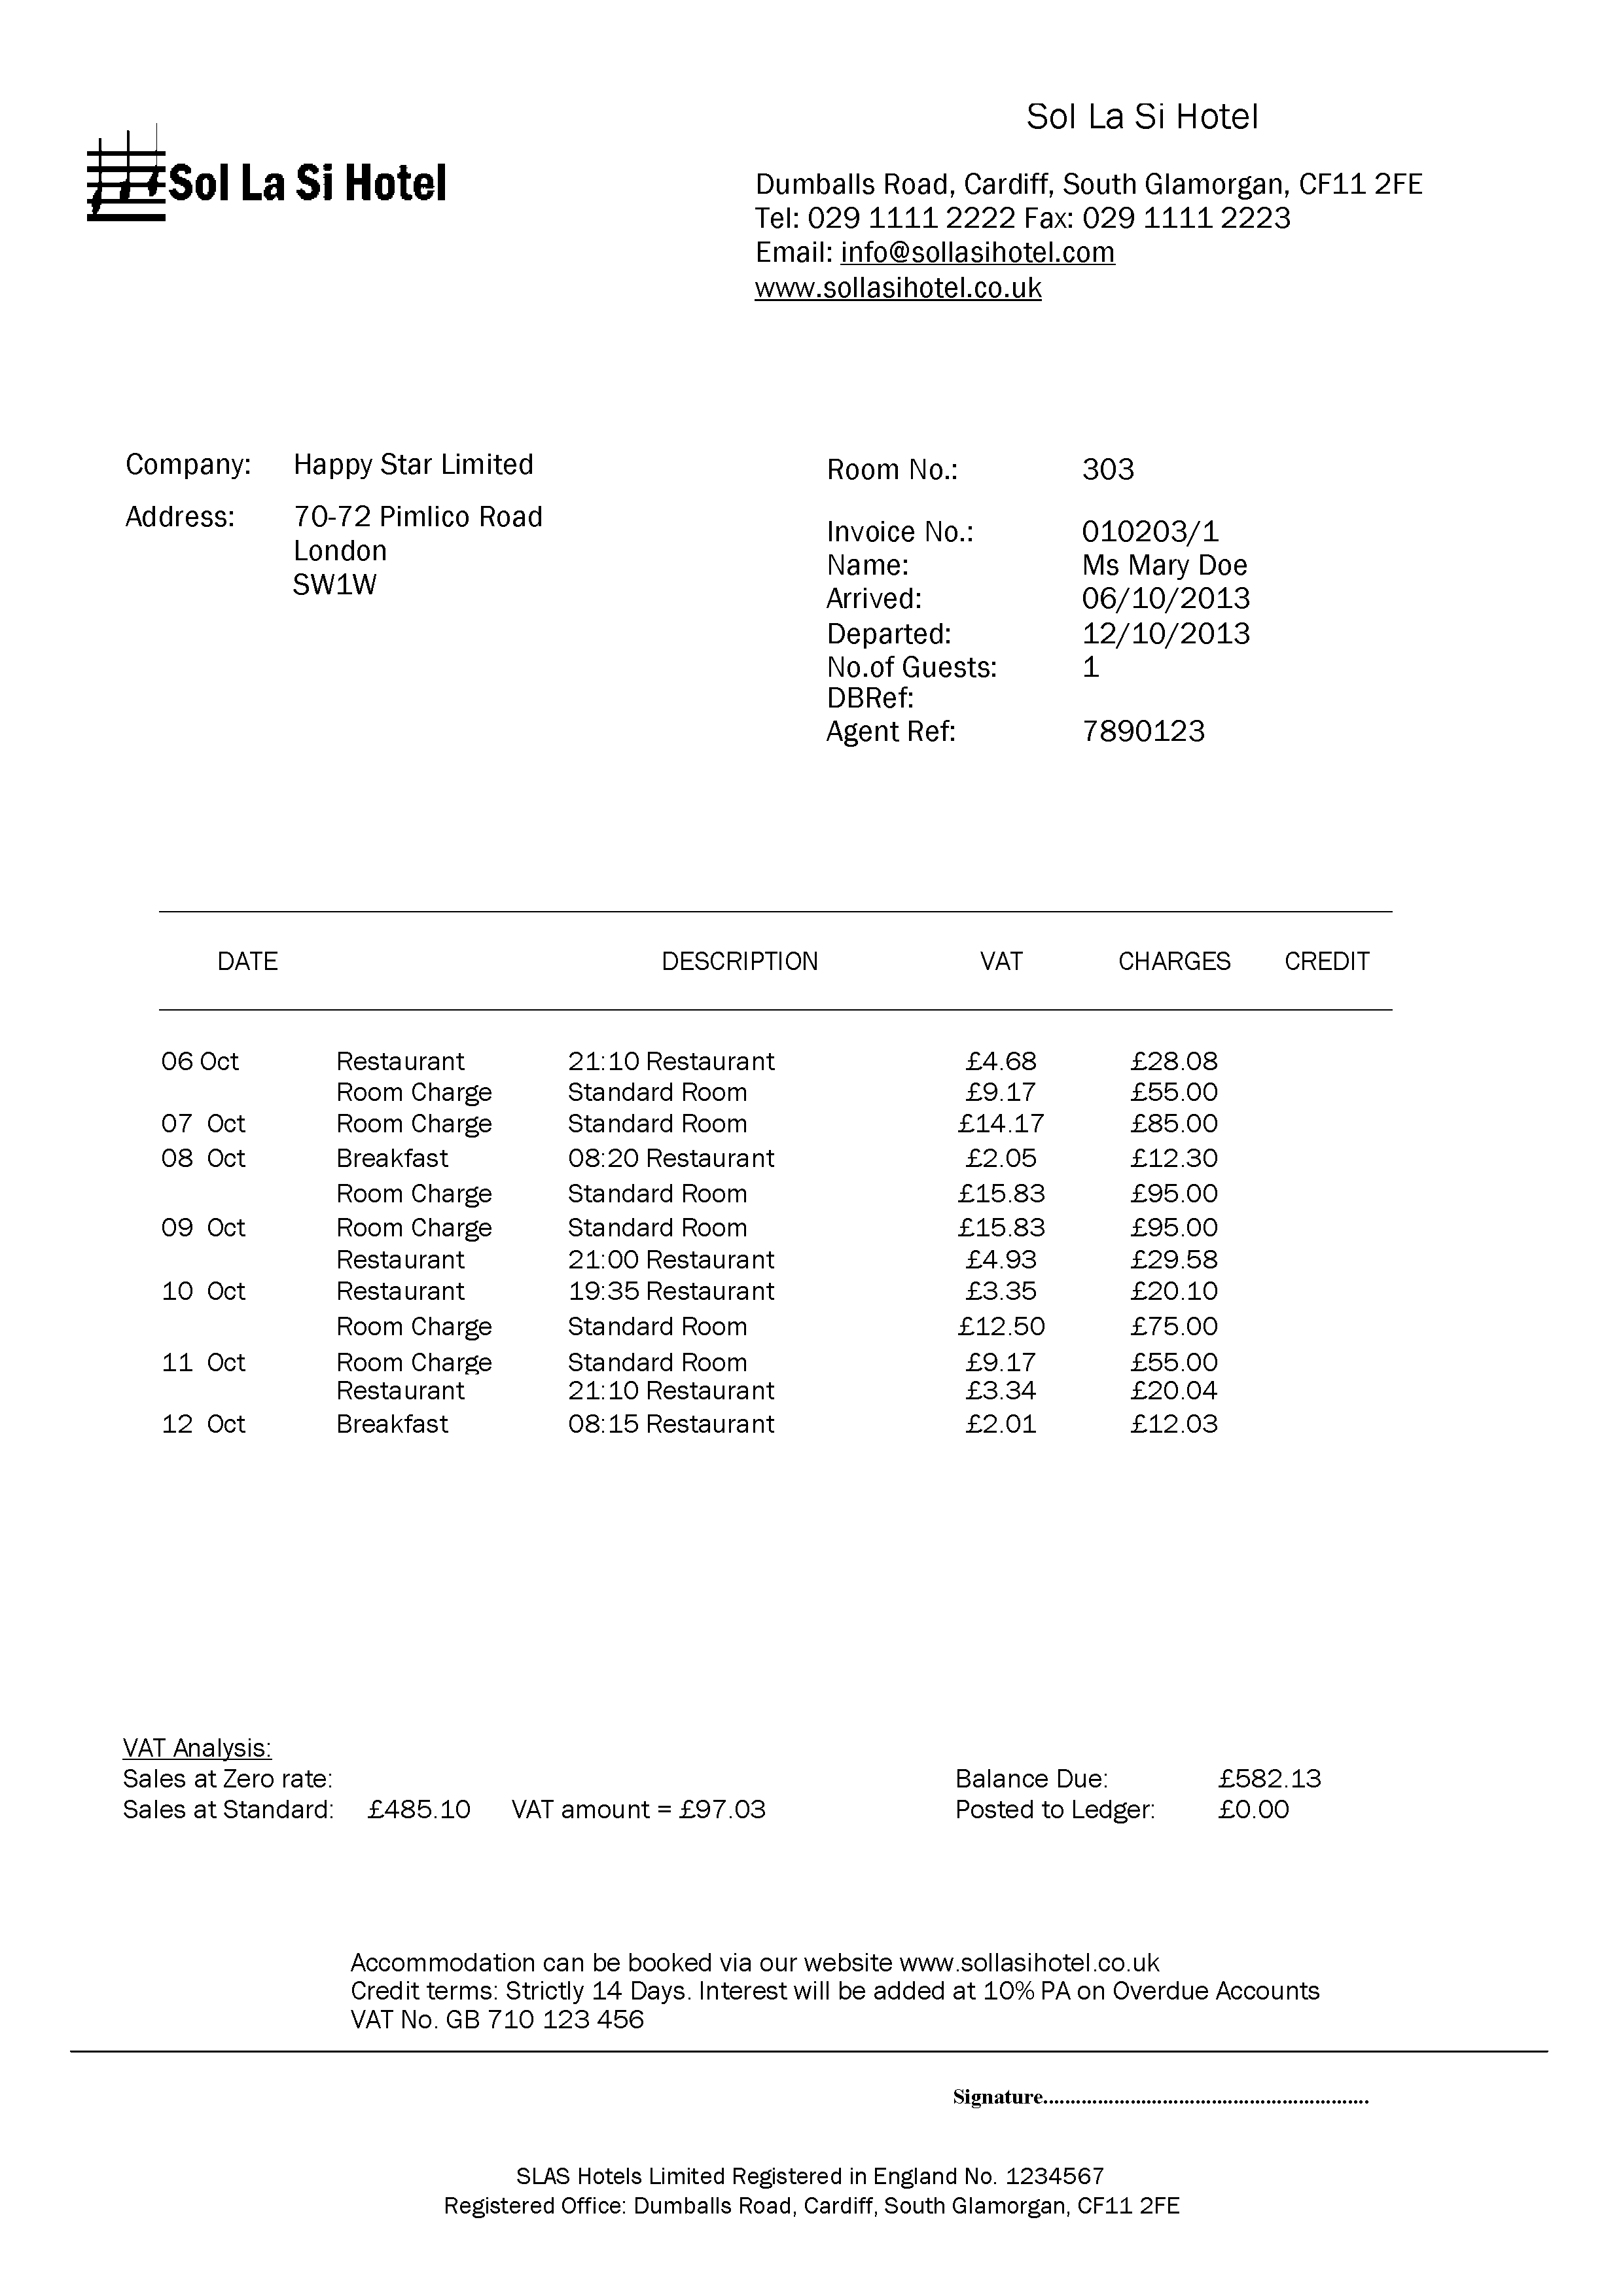 Sol La Si Hotel
Sol La Si Hotel
Dumballs Road, Cardiff, South Glamorgan, CF11 2FE
Tel: 029 1111 2222 Fax: 029 1111 2223
Email: info@sollasihotel.com
www.sollasihotel.co.uk
Company: Happy Star Limited
Address: 70-72 Pimlico Road
London
SW1W
Room No.: 303
Invoice No.: 010203/1
Name: Ms Mary Doe
Arrived: 06/10/2013
Departed: 12/10/2013
No.of Guests: 1
DBRef:
Agent Ref: 7890123
DATE DESCRIPTION VAT CHARGES CREDIT
06 Oct Restaurant 21:10 Restaurant £4.68 £28.08
Room Charge Standard Room £9.17 £55.00
07 Oct Room Charge Standard Room £14.17 £85.00
08 Oct Breakfast 08:20 Restaurant £2.05 £12.30
Room Charge Standard Room £15.83 £95.00
09 Oct Room Charge Standard Room £15.83 £95.00
Restaurant 21:00 Restaurant £4.93 £29.58
10 Oct Restaurant 19:35 Restaurant £3.35 £20.10
Room Charge Standard Room £12.50 £75.00
11 Oct Room Charge Standard Room £9.17 £55.00
Restaurant 21:10 Restaurant £3.34 £20.04
12 Oct Breakfast 08:15 Restaurant £2.01 £12.03
VAT Analysis:
Sales at Zero rate:
Sales at Standard: £485.10 VAT amount = £97.03
Balance Due: £582.13
Posted to Ledger: £0.00
Accommodation can be booked via our website www.sollasihotel.co.uk
Credit terms: Strictly 14 Days. Interest will be added at 10% PA on Overdue Accounts
VAT No. GB 710 123 456
Signature.............................................................
SLAS Hotels Limited Registered in England No. 1234567
Registered Office: Dumballs Road, Cardiff, South Glamorgan, CF11 2FE